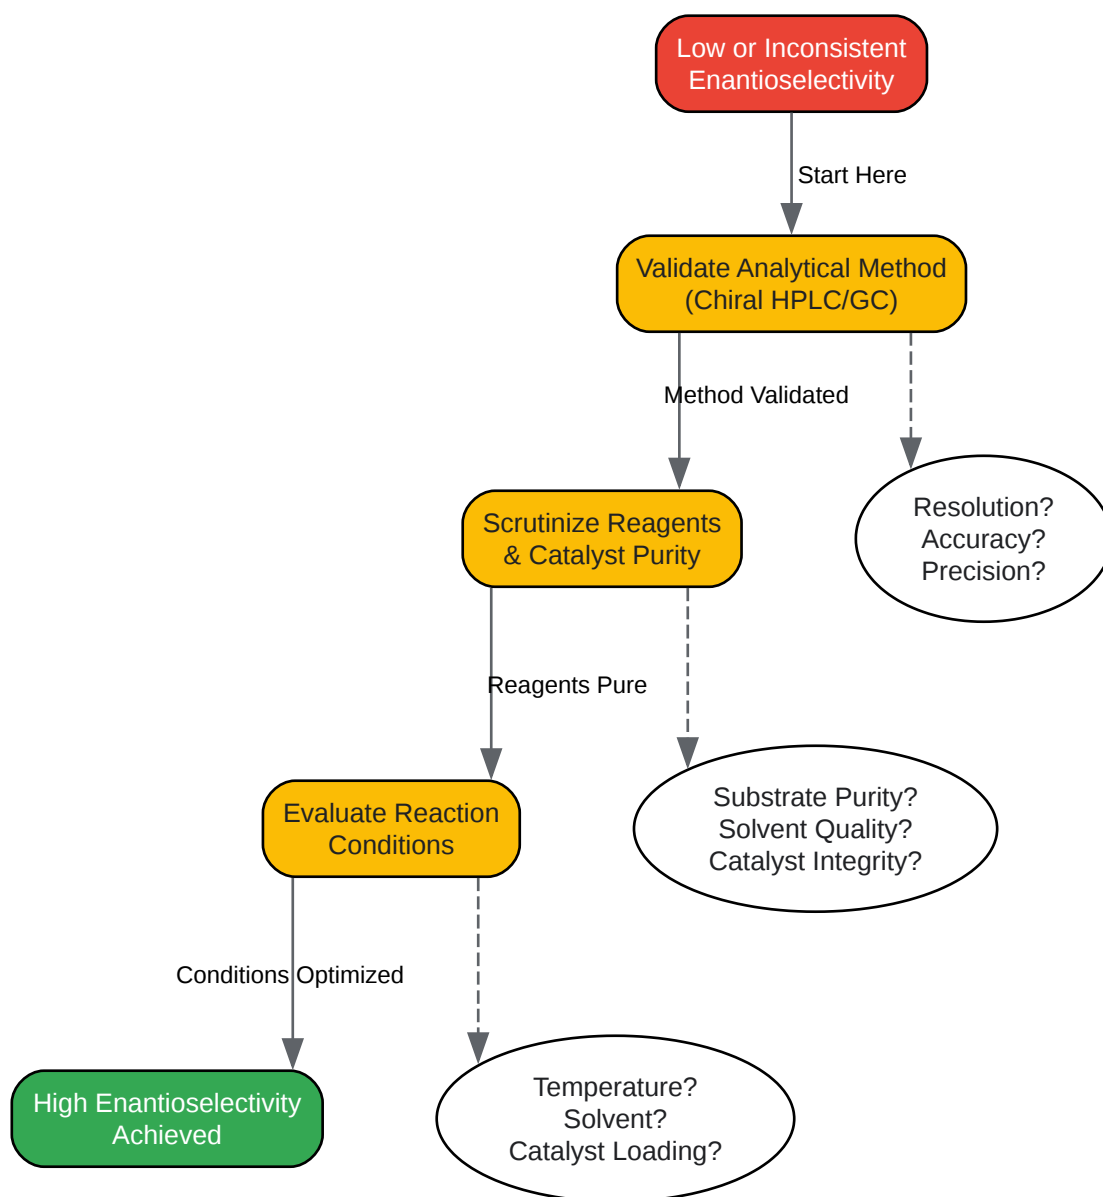 Low or Inconsistent
Enantioselectivity
Start Here
Validate Analytical Method
(Chiral HPLC/GC)
Method Validated
Resolution?
Accuracy?
Precision?
Scrutinize Reagents
& Catalyst Purity
Reagents Pure
Substrate Purity?
Solvent Quality?
Catalyst Integrity?
Evaluate Reaction
Conditions
Conditions Optimized
High Enantioselectivity
Achieved
Temperature?
Solvent?
Catalyst Loading?